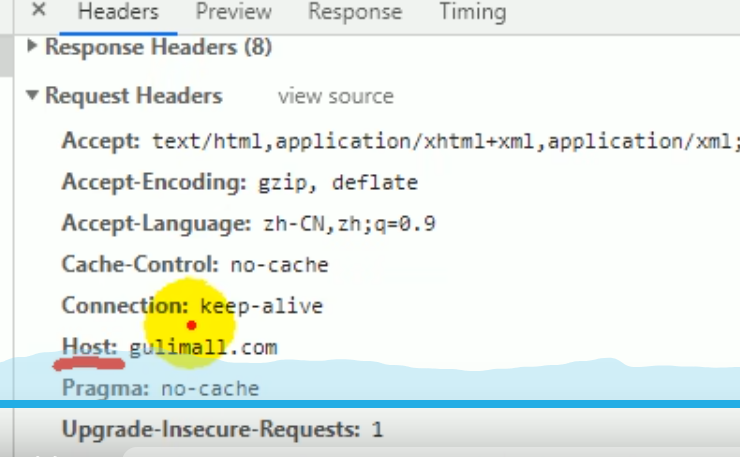 × Headers Preview Response Timing
▶ Response Headers (8)
▼ Request Headers view source
Accept: text/html,application/xhtml+xml,application/xml;
Accept-Encoding: gzip, deflate
Accept-Language: zh-CN,zh;q=0.9
Cache-Control: no-cache
Connection: keep-alive
Host: gulimall.com
Pragma: no-cache
Upgrade-Insecure-Requests: 1